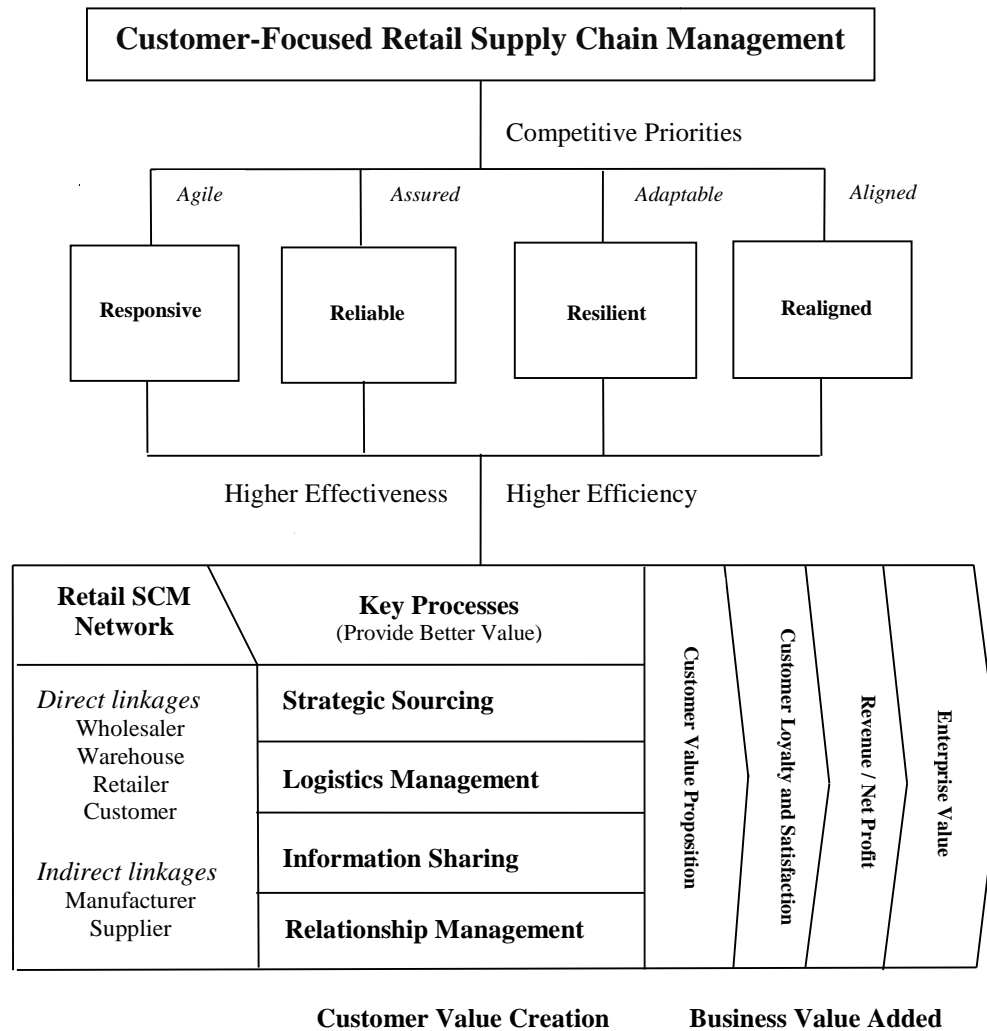 Customer-Focused Retail Supply Chain Management
Competitive Priorities
Agile
Assured
Adaptable
Aligned
Responsive
Reliable
Resilient
Realigned
Higher Effectiveness
Higher Efficiency
Retail SCM
Network
Key Processes
(Provide Better Value)
Direct linkages
Wholesaler
Warehouse
Retailer
Customer
Indirect linkages
Manufacturer
Supplier
Strategic Sourcing
Logistics Management
Information Sharing
Relationship Management
Customer Value Proposition
Customer Loyalty and Satisfaction
Revenue / Net Profit
Enterprise Value
Customer Value Creation
Business Value Added